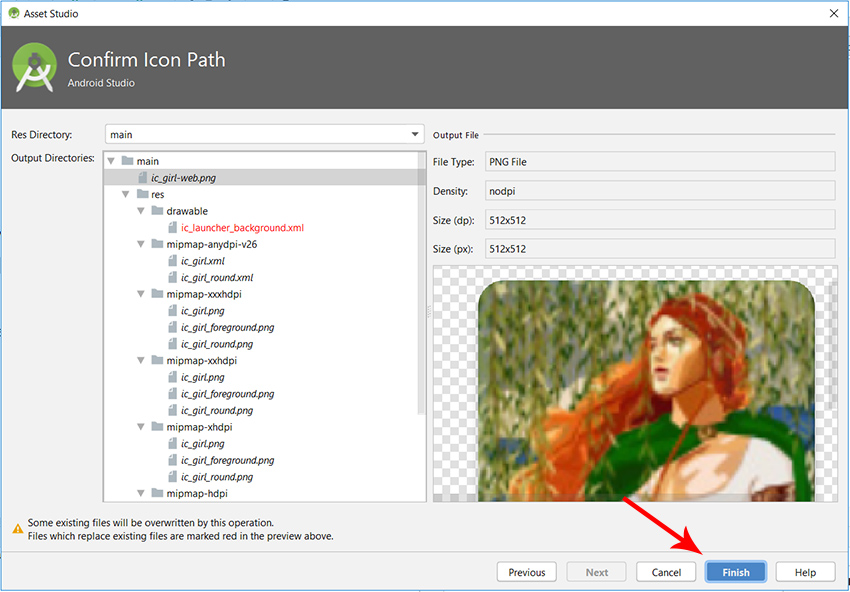 Asset Studio
Confirm Icon Path
Android Studio
Res Directory:
main
Output Directories:
main
ic_girl-web.png
res
drawable
ic_launcher_background.xml
mipmap-anydpi-v26
ic_girl.xml
ic_girl_round.xml
mipmap-xxxhdpi
ic_girl.png
ic_girl_foreground.png
ic_girl_round.png
mipmap-xxhdpi
ic_girl.png
ic_girl_foreground.png
ic_girl_round.png
mipmap-xhdpi
ic_girl.png
ic_girl_foreground.png
ic_girl_round.png
mipmap-hdpi
Output File
File Type: PNG File
Density: nodpi
Size (dp): 512x512
Size (px): 512x512
Some existing files will be overwritten by this operation.
Files which replace existing files are marked red in the preview above.
Previous Next Cancel Finish Help